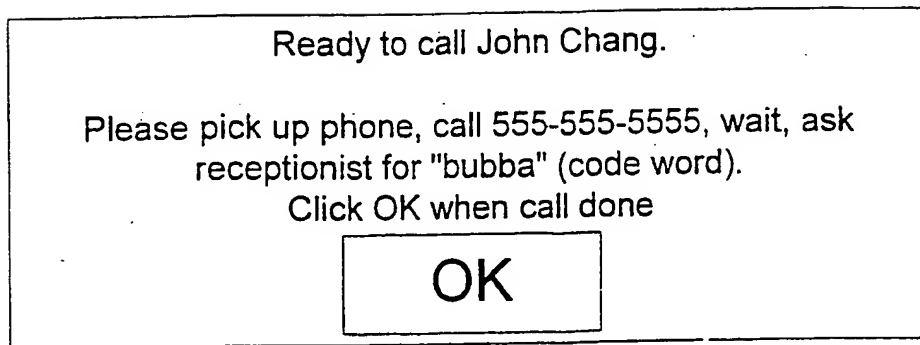 Ready to call John Chang.
Please pick up phone, call 555-555-5555, wait, ask
receptionist for "bubba" (code word).
Click OK when call done
OK